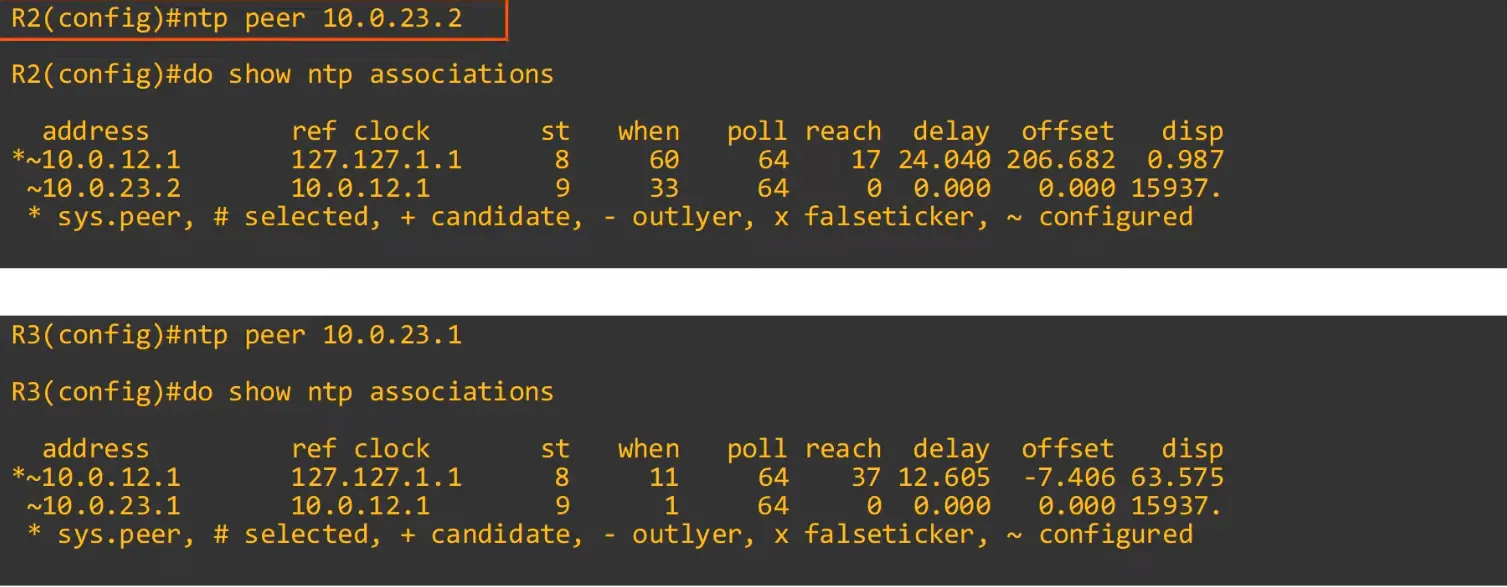 R2(config)#ntp peer 10.0.23.2
R2(config)#do show ntp associations
address ref clock st when poll reach delay offset disp
*~10.0.12.1 127.127.1.1 8 60 64 17 24.040 206.682 0.987
~10.0.23.2 10.0.12.1 9 33 64 0 0.000 0.000 15937.
* sys.peer, # selected, + candidate, - outlyer, x falseticker, ~ configured
R3(config)#ntp peer 10.0.23.1
R3(config)#do show ntp associations
address ref clock st when poll reach delay offset disp
*~10.0.12.1 127.127.1.1 8 11 64 37 12.605 -7.406 63.575
~10.0.23.1 10.0.12.1 9 1 64 0 0.000 0.000 15937.
* sys.peer, # selected, + candidate, - outlyer, x falseticker, ~ configured